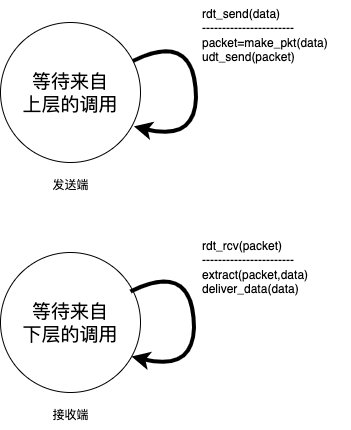 rdt_send(data)
-----------------------
packet=make_pkt(data)
udt_send(packet)
等待来自
上层的调用
发送端
rdt_rcv(packet)
-----------------------
extract(packet,data)
deliver_data(data)
等待来自
下层的调用
接收端